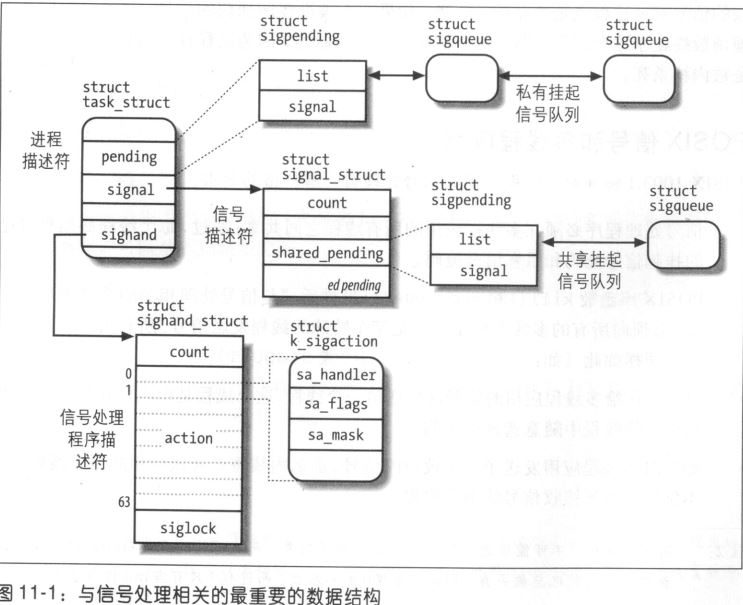 struct
sigpending
struct
sigqueue
struct
sigqueue
struct
task_struct
list
signal
私有挂起
信号队列
进程
描述符
pending
signal
sighand
struct
signal_struct
信号
描述符
count
shared_pending
ed pending
struct
sigpending
list
signal
struct
sigqueue
共享挂起
信号队列
struct
sighand_struct
count
0
1
信号处理
程序描
述符
action
63
siglock
struct
k_sigaction
sa_handler
sa_flags
sa_mask
图 11-1：与信号处理相关的最重要的数据结构